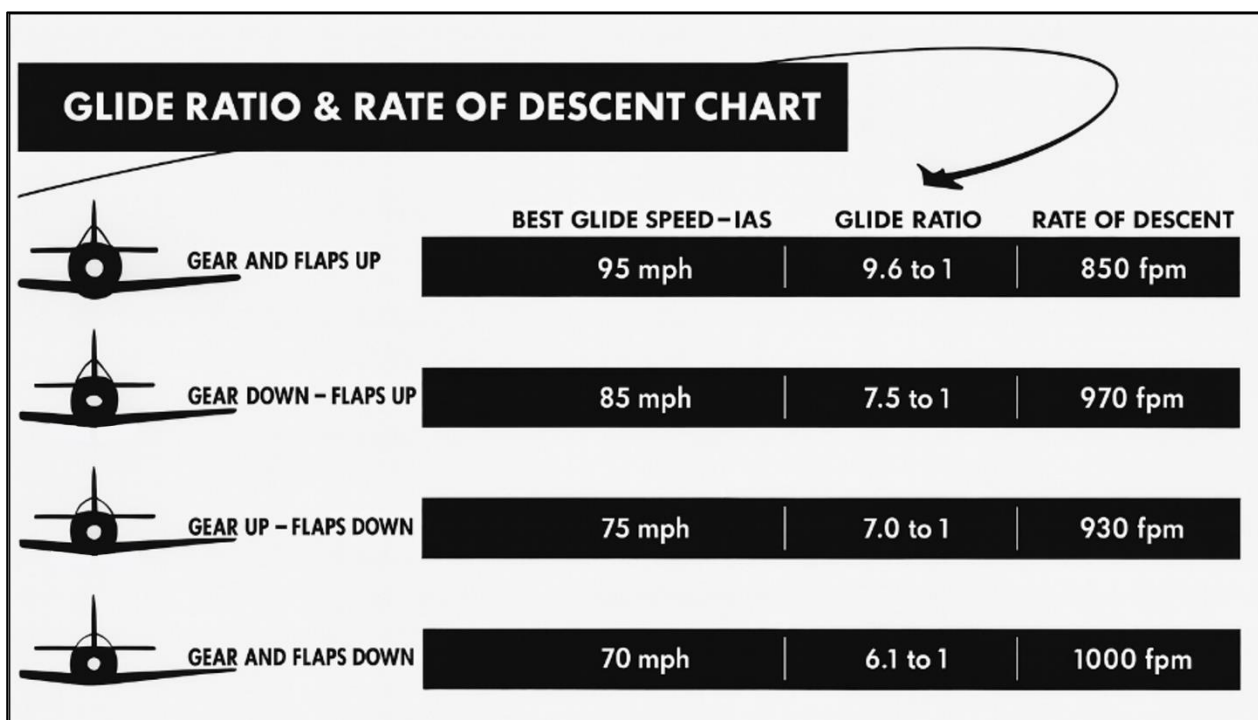 GLIDE RATIO & RATE OF DESCENT CHART
BEST GLIDE SPEED–IAS GLIDE RATIO RATE OF DESCENT
GEAR AND FLAPS UP 95 mph 9.6 to 1 850 fpm
GEAR DOWN – FLAPS UP 85 mph 7.5 to 1 970 fpm
GEAR UP – FLAPS DOWN 75 mph 7.0 to 1 930 fpm
GEAR AND FLAPS DOWN 70 mph 6.1 to 1 1000 fpm